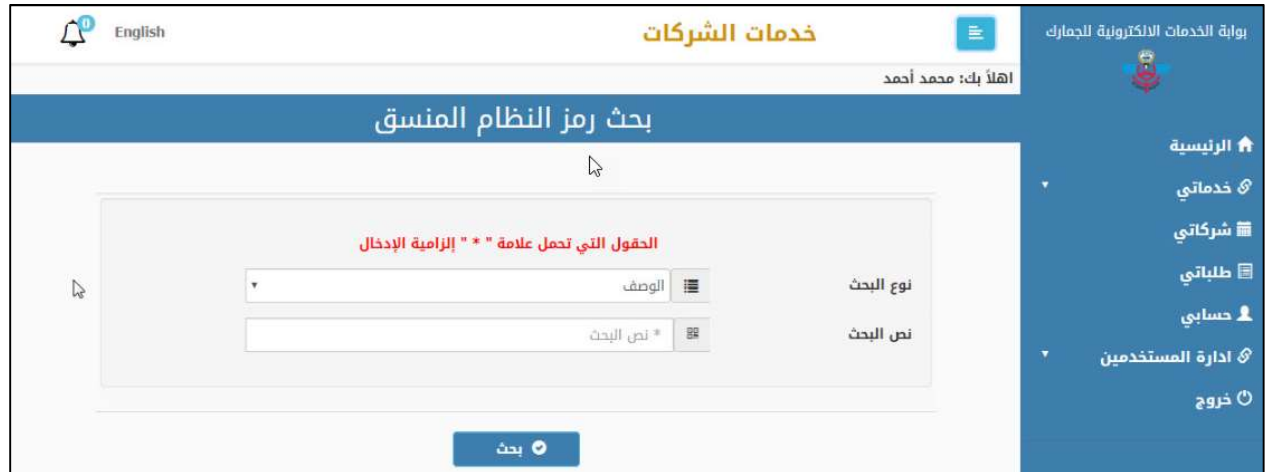 بوابة الخدمات الالكترونية للجمارك
الرئيسية
خدماتي
شركاتي
طلباتي
حسابي
ادارة المستخدمين
خروج
خدمات الشركات
English
0
اهلاً بك: محمد أحمد
بحث رمز النظام المنسق
الحقول التي تحمل علامة " * " إلزامية الإدخال
نوع البحث
الوصف
نص البحث
* نص البحث
بحث